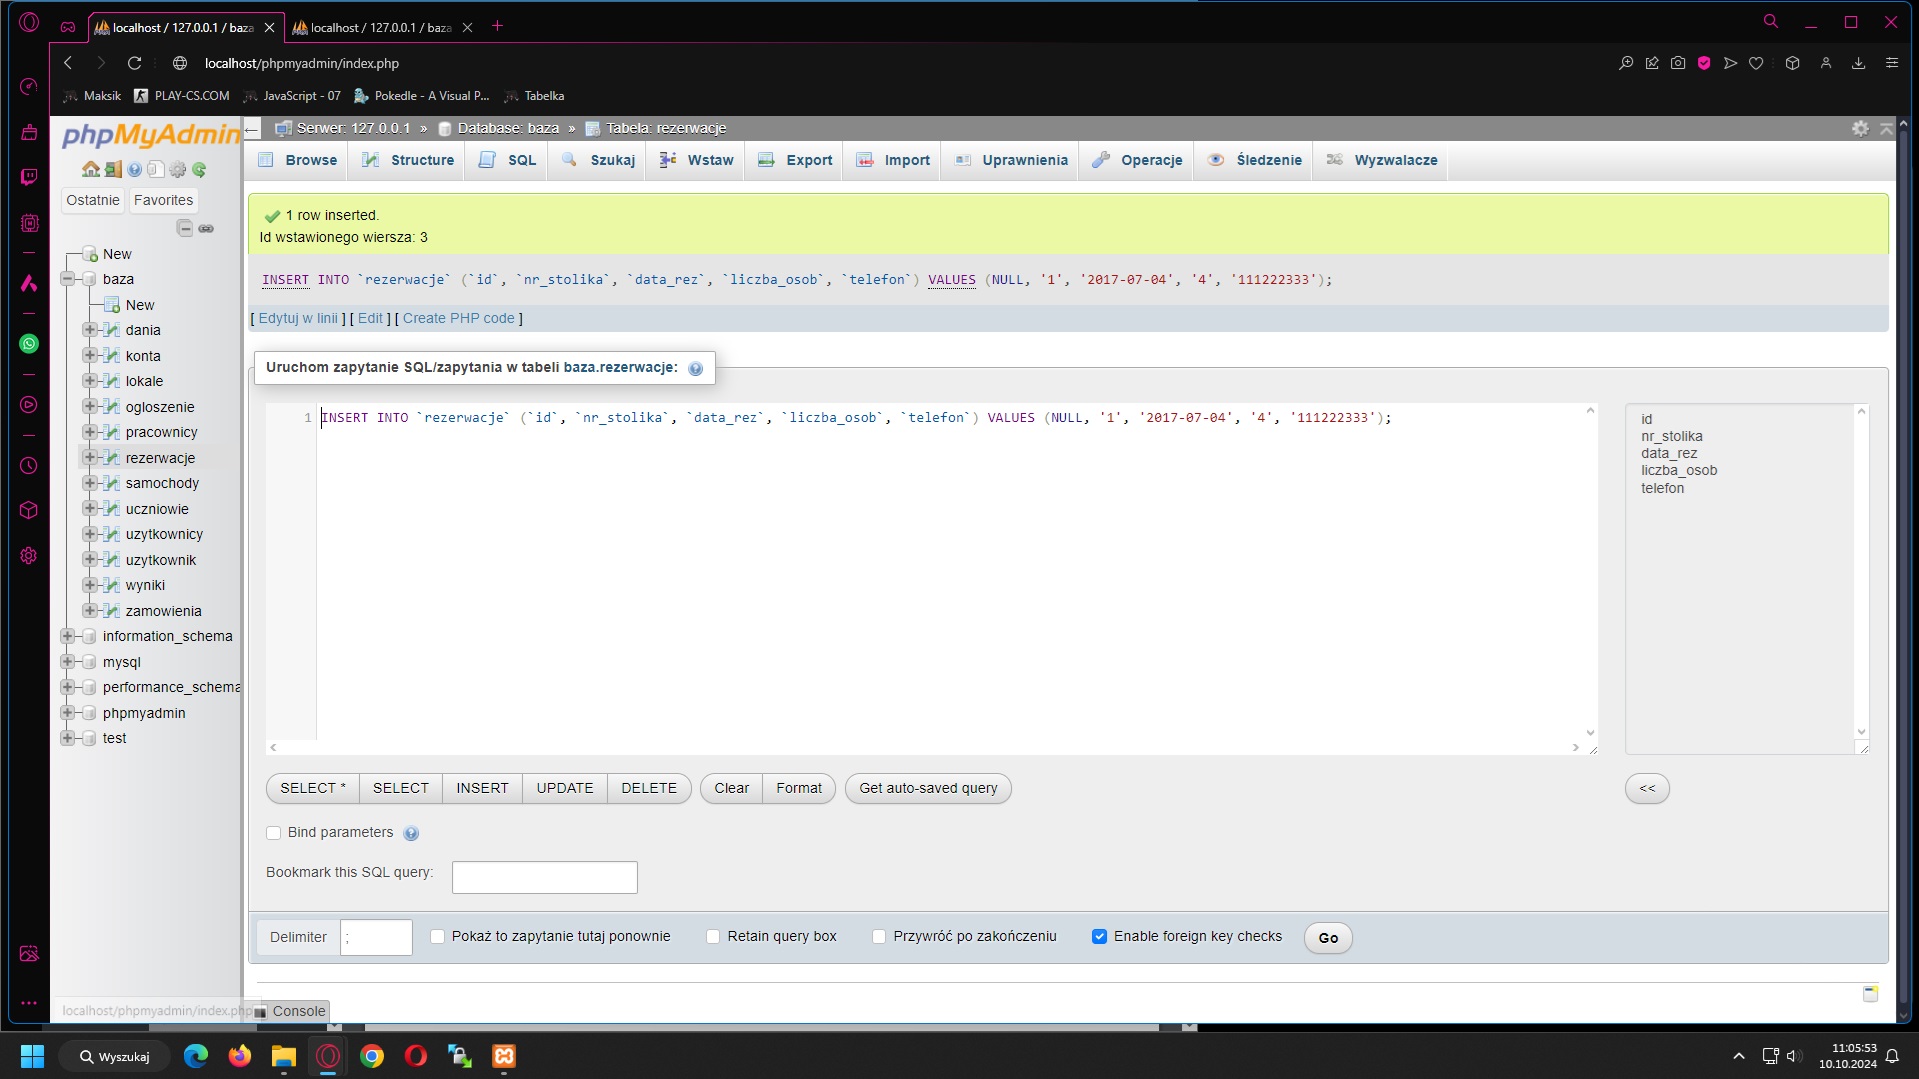 localhost / 127.0.0.1 / baza
localhost / 127.0.0.1 / baza
localhost/phpmyadmin/index.php
Maksik
PLAY-CS.COM
JavaScript - 07
Pokedle - A Visual P...
Tabelka
phpMyAdmin
Ostatnie
Favorites
New
baza
New
dania
konta
lokale
ogloszenie
pracownicy
rezerwacje
samochody
uczniowie
uzytkownicy
uzytkownik
wyniki
zamowienia
information_schema
mysql
performance_schema
phpmyadmin
test
localhost/phpmyadmin/index.php
Serwer: 127.0.0.1 » Database: baza » Tabela: rezerwacje
Browse
Structure
SQL
Szukaj
Wstaw
Export
Import
Uprawnienia
Operacje
Śledzenie
Wyzwalacze
1 row inserted.
Id wstawionego wiersza: 3
INSERT INTO `rezerwacje` (`id`, `nr_stolika`, `data_rez`, `liczba_osob`, `telefon`) VALUES (NULL, '1', '2017-07-04', '4', '111222333');
[ Edytuj w linii ] [ Edit ] [ Create PHP code ]
Uruchom zapytanie SQL/zapytania w tabeli baza.rezerwacje:
1 INSERT INTO `rezerwacje` (`id`, `nr_stolika`, `data_rez`, `liczba_osob`, `telefon`) VALUES (NULL, '1', '2017-07-04', '4', '111222333');
id
nr_stolika
data_rez
liczba_osob
telefon
SELECT *
SELECT
INSERT
UPDATE
DELETE
Clear
Format
Get auto-saved query
<<
Bind parameters
Bookmark this SQL query:
Delimiter
;
Pokaż to zapytanie tutaj ponownie
Retain query box
Przywróć po zakończeniu
Enable foreign key checks
Go
Console
Wyszukaj
11:05:53
10.10.2024